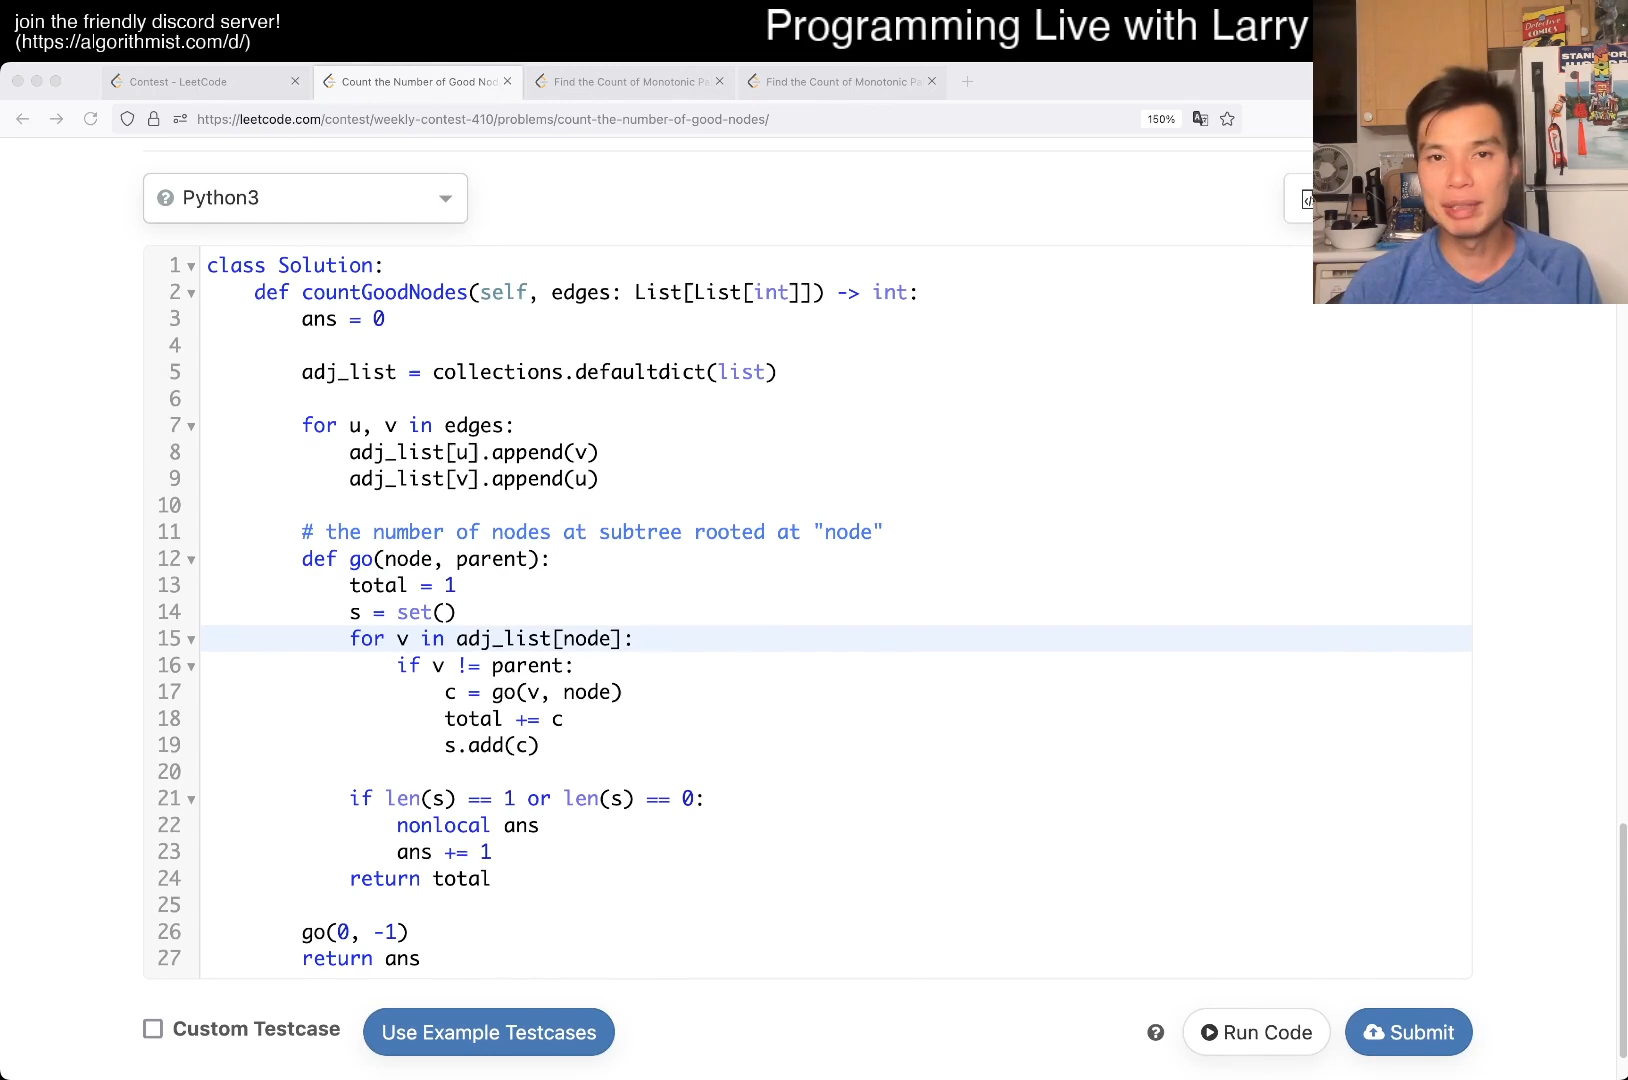 join the friendly discord server!
(https://algorithmist.com/d/)
Programming Live with Larry
Contest - LeetCode
Count the Number of Good Nod
Find the Count of Monotonic Pa
Find the Count of Monotonic Pa
https://leetcode.com/contest/weekly-contest-410/problems/count-the-number-of-good-nodes/
150%
Python3
1 class Solution:
2     def countGoodNodes(self, edges: List[List[int]]) -> int:
3         ans = 0
4
5         adj_list = collections.defaultdict(list)
6
7         for u, v in edges:
8             adj_list[u].append(v)
9             adj_list[v].append(u)
10
11         # the number of nodes at subtree rooted at "node"
12         def go(node, parent):
13             total = 1
14             s = set()
15             for v in adj_list[node]:
16                 if v != parent:
17                     c = go(v, node)
18                     total += c
19                     s.add(c)
20
21             if len(s) == 1 or len(s) == 0:
22                 nonlocal ans
23                 ans += 1
24             return total
25
26         go(0, -1)
27         return ans
Custom Testcase
Use Example Testcases
Run Code
Submit
DETECTIVE COMICS